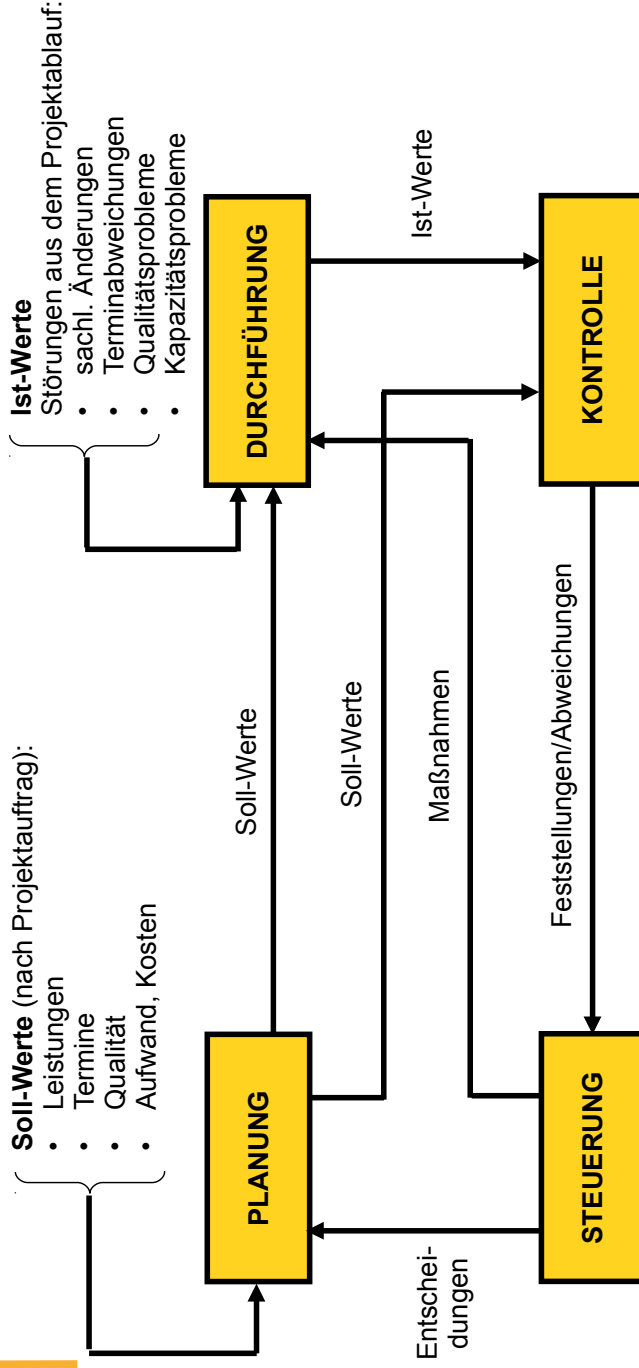 Soll-Werte (nach Projektauftrag):
• Leistungen
• Termine
• Qualität
• Aufwand, Kosten
Ist-Werte
Störungen aus dem Projektablauf:
• sachl. Änderungen
• Terminabweichungen
• Qualitätsprobleme
• Kapazitätsprobleme
PLANUNG
Soll-Werte
DURCHFÜHRUNG
Soll-Werte
Ist-Werte
Entschei-
dungen
Maßnahmen
STEUERUNG
Feststellungen/Abweichungen
KONTROLLE